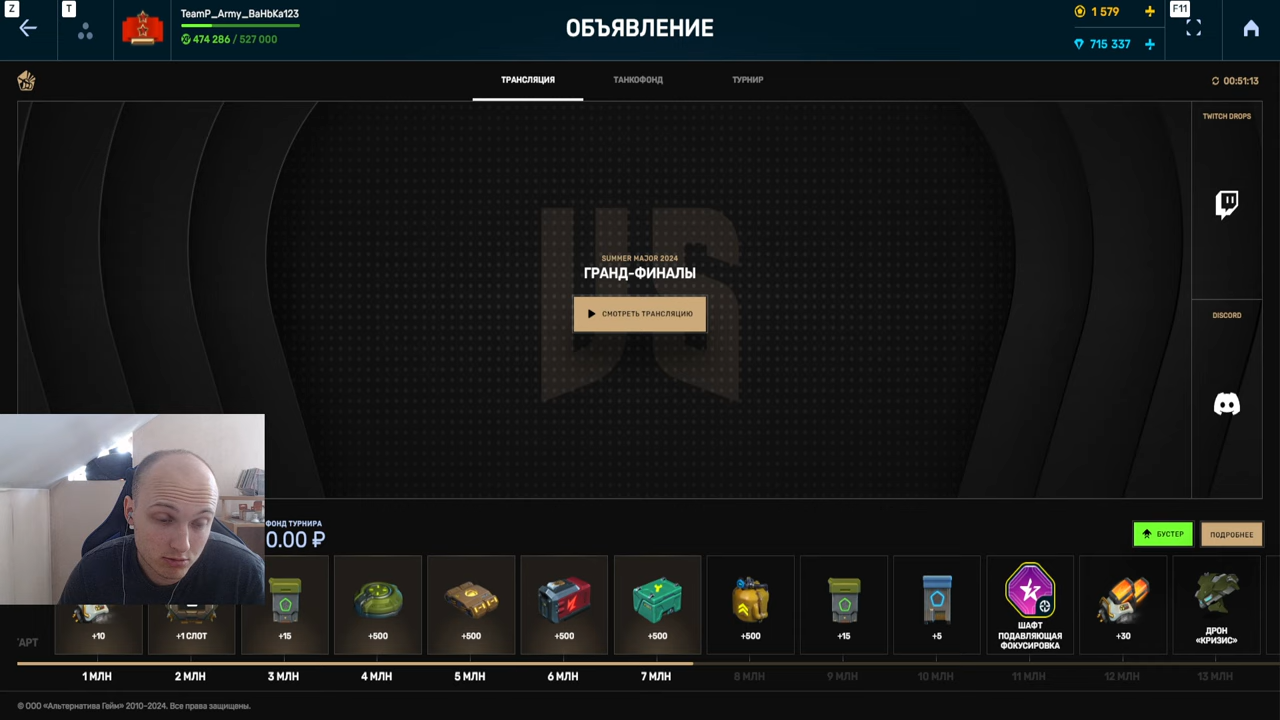 Z
T
TeamP_Army_BaHbKa123
474 286 / 527 000
ОБЪЯВЛЕНИЕ
1 579
715 337
F11
ТРАНСЛЯЦИЯ
ТАНКОФОНД
ТУРНИР
00:51:13
TWITCH DROPS
SUMMER MAJOR 2024
ГРАНД-ФИНАЛЫ
СМОТРЕТЬ ТРАНСЛЯЦИЮ
DISCORD
ФОНД ТУРНИРА
0.00 ₽
БУСТЕР
ПОДРОБНЕЕ
+10
+1 СЛОТ
+15
+500
+500
+500
+500
+500
+15
+5
ШАФТ
ПОДАВЛЯЮЩАЯ
ФОКУСИРОВКА
+30
ДРОН
«КРИЗИС»
АРТ
1 МЛН
2 МЛН
3 МЛН
4 МЛН
5 МЛН
6 МЛН
7 МЛН
8 МЛН
9 МЛН
10 МЛН
11 МЛН
12 МЛН
13 МЛН
© ООО «Альтернатива Гейм» 2010-2024. Все права защищены.